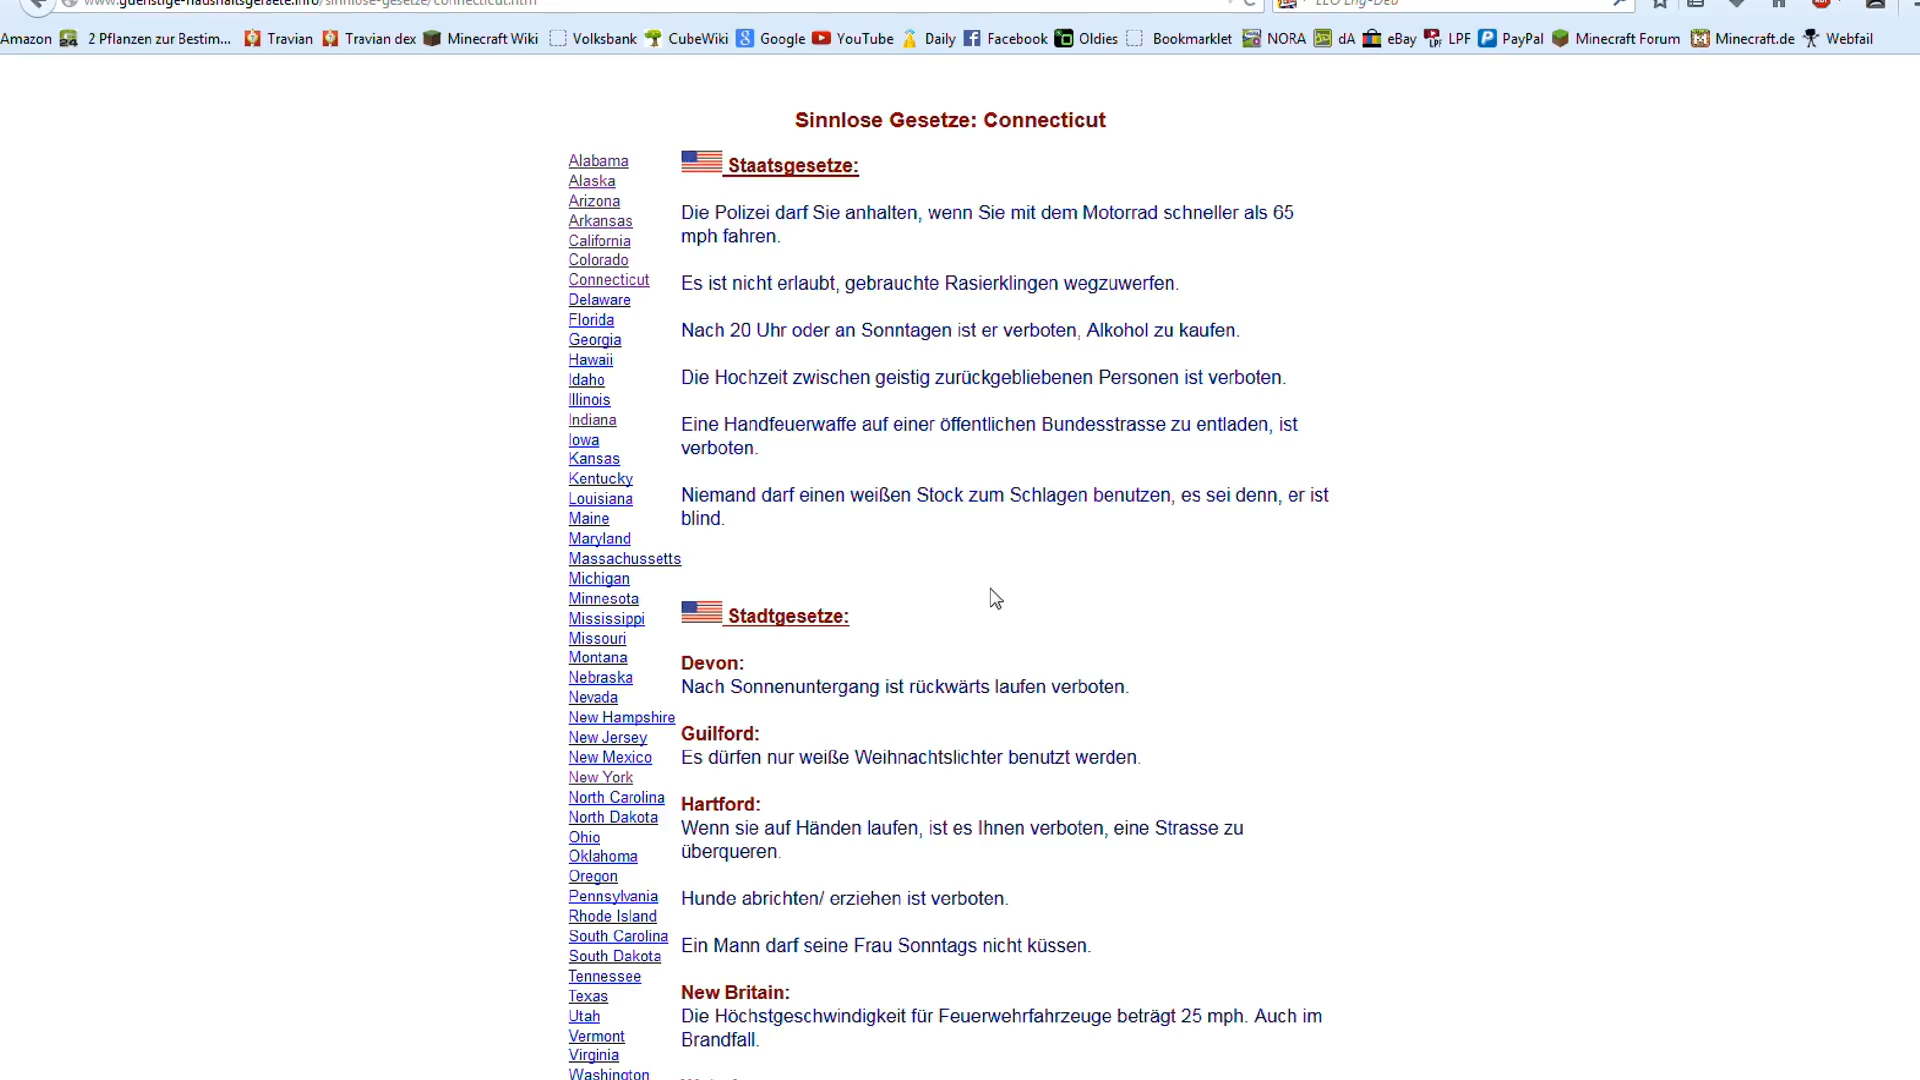 www.guenstige-haushaltsgeraete.info/sinnlose-gesetze/connecticut.htm
LEO Eng-Deu
Amazon 2 Pflanzen zur Bestim... Travian Travian dex Minecraft Wiki Volksbank CubeWiki Google YouTube Daily Facebook Oldies Bookmarklet NORA dA eBay LPF PayPal Minecraft Forum Minecraft.de Webfail
Sinnlose Gesetze: Connecticut
Alabama
Alaska
Arizona
Arkansas
California
Colorado
Connecticut
Delaware
Florida
Georgia
Hawaii
Idaho
Illinois
Indiana
Iowa
Kansas
Kentucky
Louisiana
Maine
Maryland
Massachussetts
Michigan
Minnesota
Mississippi
Missouri
Montana
Nebraska
Nevada
New Hampshire
New Jersey
New Mexico
New York
North Carolina
North Dakota
Ohio
Oklahoma
Oregon
Pennsylvania
Rhode Island
South Carolina
South Dakota
Tennessee
Texas
Utah
Vermont
Virginia
Washington
Staatsgesetze:
Die Polizei darf Sie anhalten, wenn Sie mit dem Motorrad schneller als 65
mph fahren.
Es ist nicht erlaubt, gebrauchte Rasierklingen wegzuwerfen.
Nach 20 Uhr oder an Sonntagen ist er verboten, Alkohol zu kaufen.
Die Hochzeit zwischen geistig zurückgebliebenen Personen ist verboten.
Eine Handfeuerwaffe auf einer öffentlichen Bundesstrasse zu entladen, ist
verboten.
Niemand darf einen weißen Stock zum Schlagen benutzen, es sei denn, er ist
blind.
Stadtgesetze:
Devon:
Nach Sonnenuntergang ist rückwärts laufen verboten.
Guilford:
Es dürfen nur weiße Weihnachtslichter benutzt werden.
Hartford:
Wenn sie auf Händen laufen, ist es Ihnen verboten, eine Strasse zu
überqueren.
Hunde abrichten/ erziehen ist verboten.
Ein Mann darf seine Frau Sonntags nicht küssen.
New Britain:
Die Höchstgeschwindigkeit für Feuerwehrfahrzeuge beträgt 25 mph. Auch im
Brandfall.